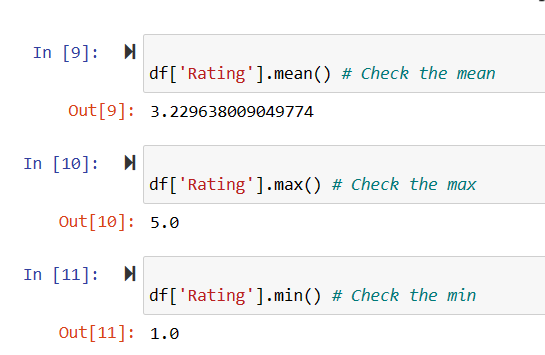 In [9]:
df['Rating'].mean() # Check the mean
Out[9]: 3.229638009049774
In [10]:
df['Rating'].max() # Check the max
Out[10]: 5.0
In [11]:
df['Rating'].min() # Check the min
Out[11]: 1.0